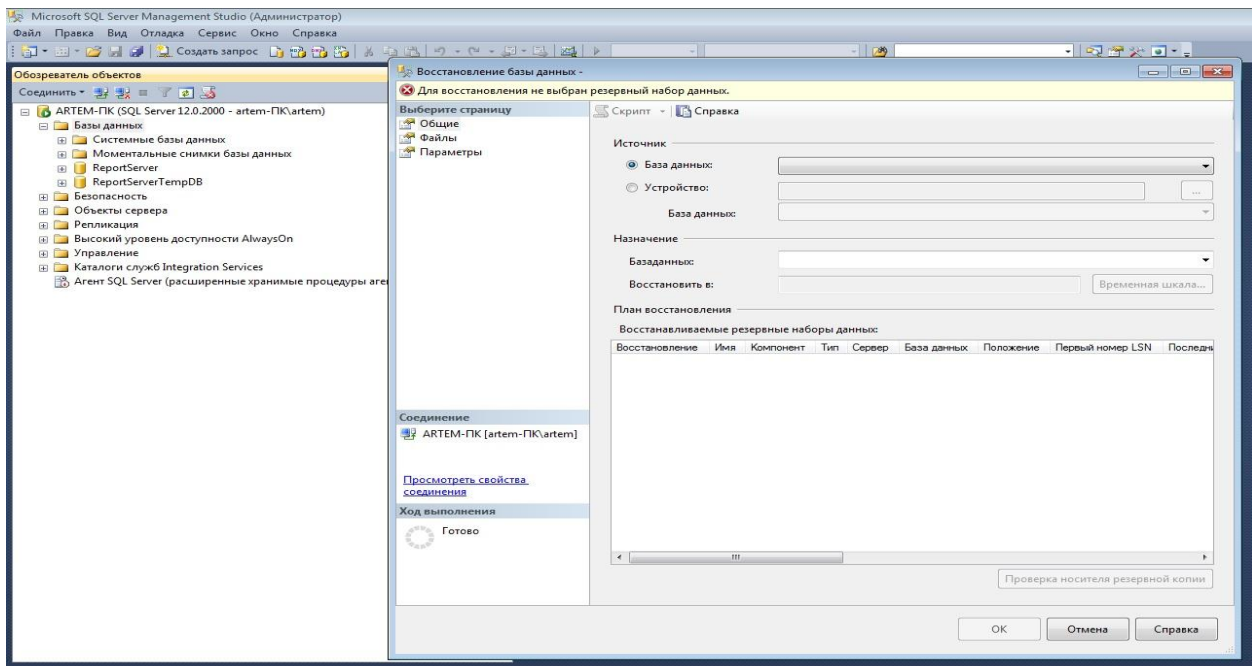 Microsoft SQL Server Management Studio (Администратор)
Файл Правка Вид Отладка Сервис Окно Справка
Создать запрос
Обозреватель объектов
Соединить
ARTEM-ПК (SQL Server 12.0.2000 - artem-ПК\artem)
Базы данных
Системные базы данных
Моментальные снимки базы данных
ReportServer
ReportServerTempDB
Безопасность
Объекты сервера
Репликация
Высокий уровень доступности AlwaysOn
Управление
Каталоги служб Integration Services
Агент SQL Server (расширенные хранимые процедуры аге
Восстановление базы данных -
Для восстановления не выбран резервный набор данных.
Выберите страницу
Общие
Файлы
Параметры
Соединение
ARTEM-ПК [artem-ПК\artem]
Просмотреть свойства
соединения
Ход выполнения
Готово
Скрипт Справка
Источник
База данных:
Устройство:
...
База данных:
Назначение
Базаданных:
Восстановить в:
Временная шкала...
План восстановления
Восстанавливаемые резервные наборы данных:
Восстановление Имя Компонент Тип Сервер База данных Положение Первый номер LSN Последн
Проверка носителя резервной копии
ОК Отмена Справка